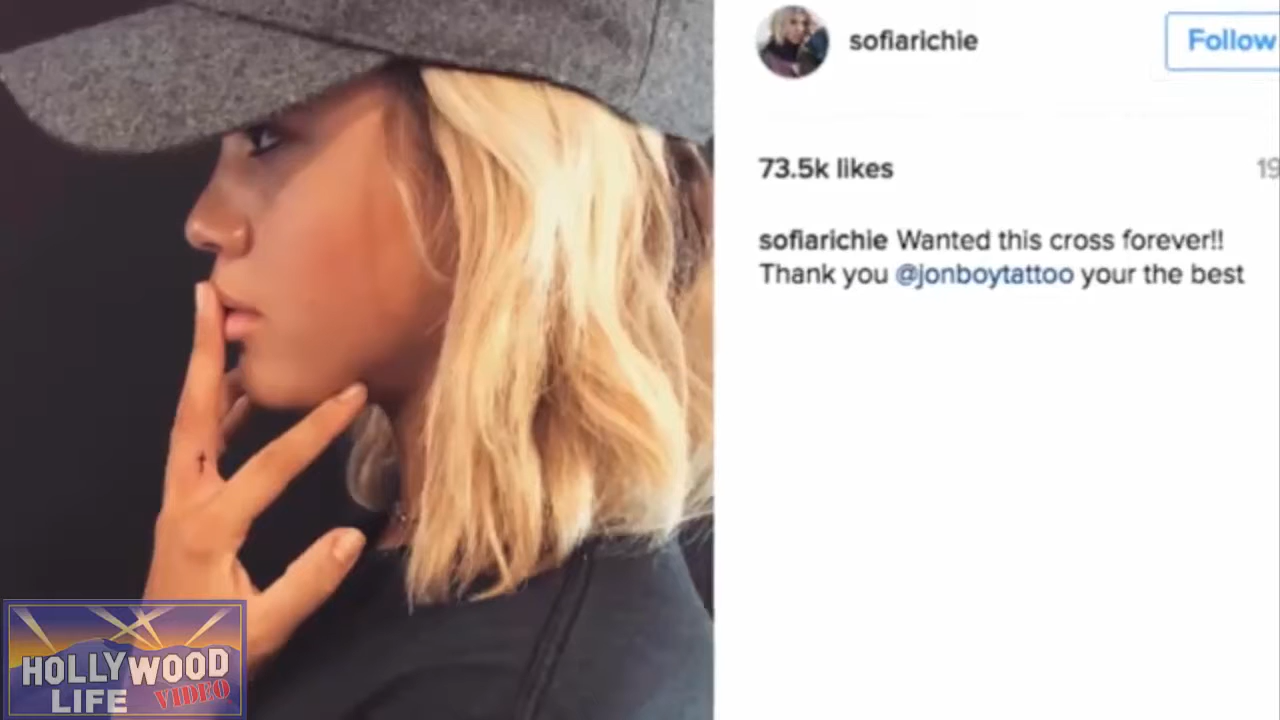 sofiarichie
Follow
73.5k likes
19
sofiarichie Wanted this cross forever!!
Thank you @jonboytattoo your the best
HOLLYWOOD
LIFE VIDEO